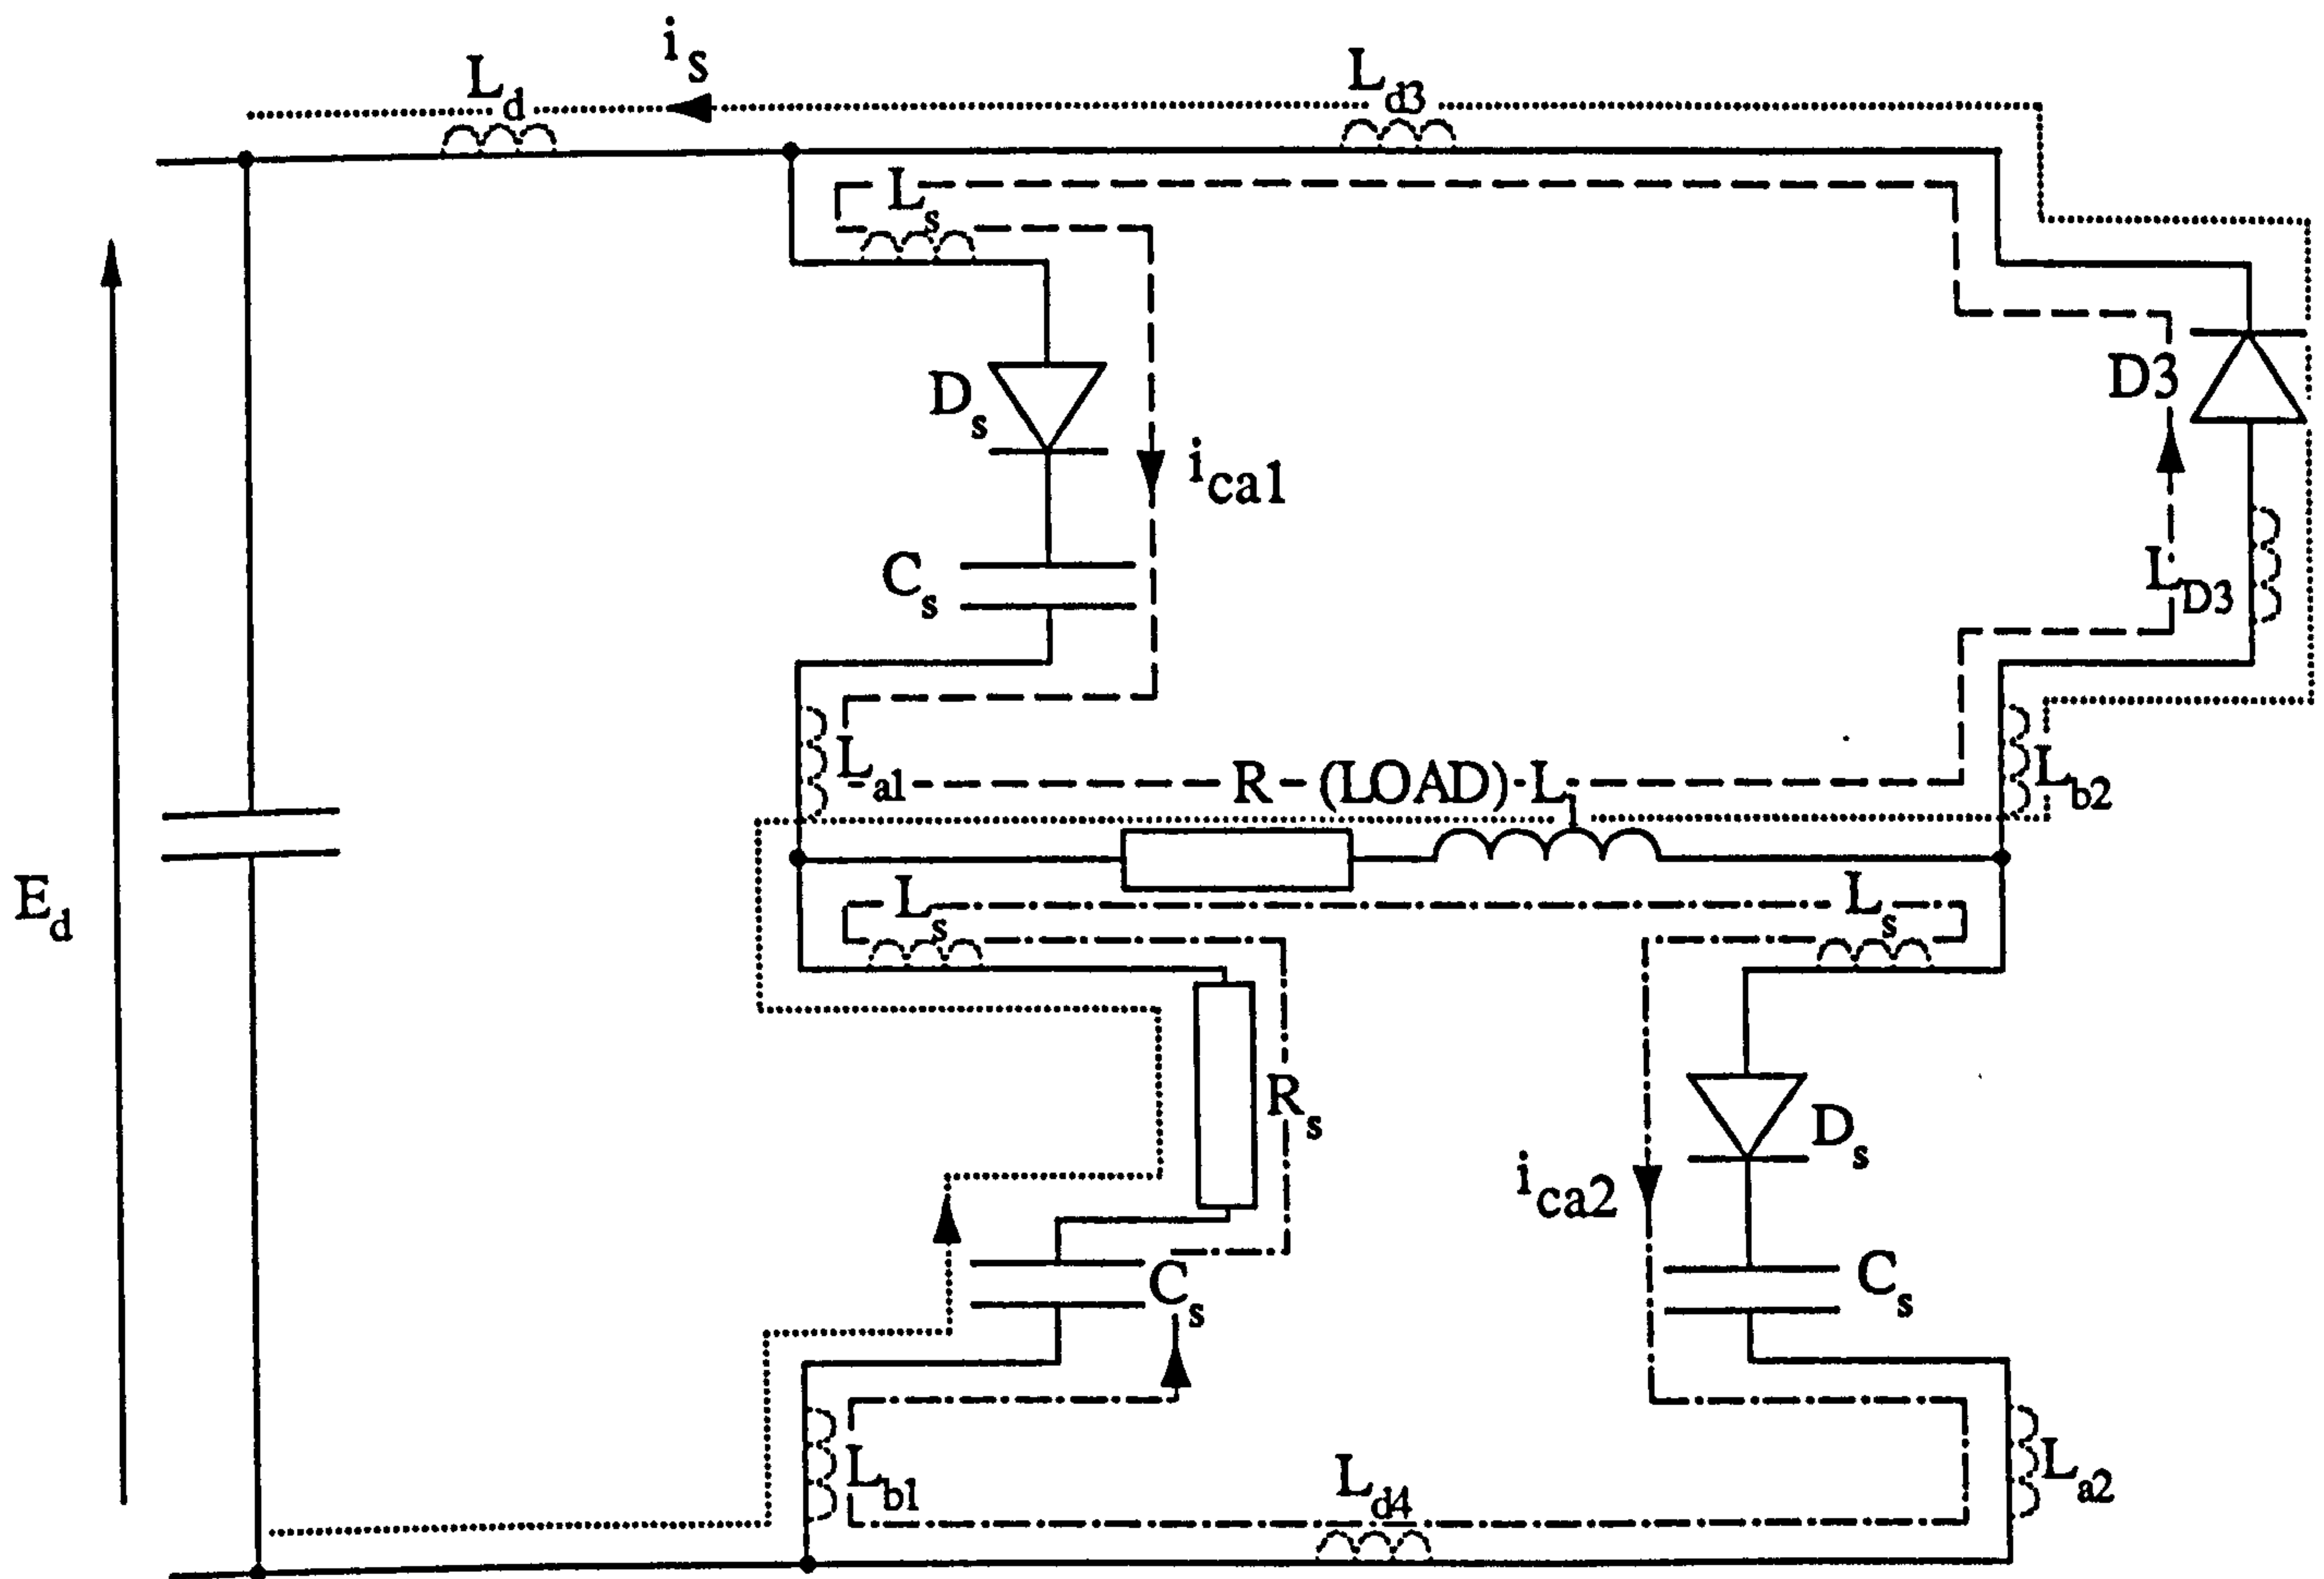 i_s
L_d
L_d3
L_s
D_s
D3
i_ca1
C_s
L_D3
L_a1
R (LOAD) L_l
L_b2
E_d
L_s
L_s
R_s
D_s
i_ca2
C_s
C_s
L_b1
L_d4
L_a2